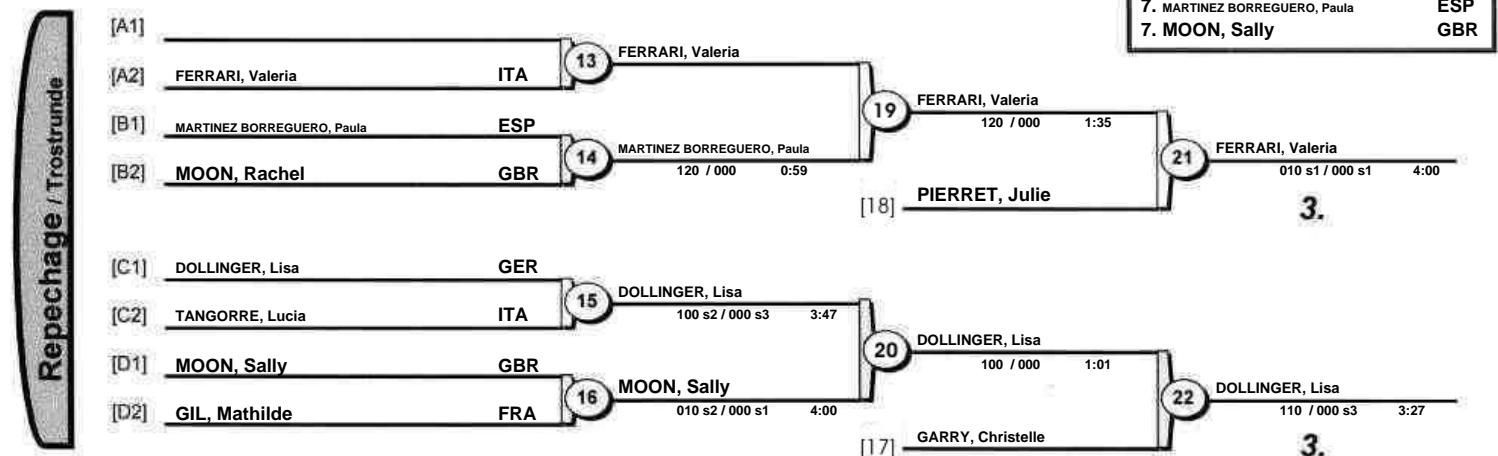 7. MARTINEZ BORREGUERO, Paula ESP
7. MOON, Sally GBR
Repechage / Trostrunde
[A1]
[A2] FERRARI, Valeria ITA
13 FERRARI, Valeria
[B1] MARTINEZ BORREGUERO, Paula ESP
[B2] MOON, Rachel GBR
14 MARTINEZ BORREGUERO, Paula
120 / 000 0:59
19 FERRARI, Valeria
120 / 000 1:35
[18] PIERRET, Julie
21 FERRARI, Valeria
010 s1 / 000 s1 4:00
3.
[C1] DOLLINGER, Lisa GER
[C2] TANGORRE, Lucia ITA
15 DOLLINGER, Lisa
100 s2 / 000 s3 3:47
[D1] MOON, Sally GBR
[D2] GIL, Mathilde FRA
16 MOON, Sally
010 s2 / 000 s1 4:00
20 DOLLINGER, Lisa
100 / 000 1:01
[17] GARRY, Christelle
22 DOLLINGER, Lisa
110 / 000 s3 3:27
3.